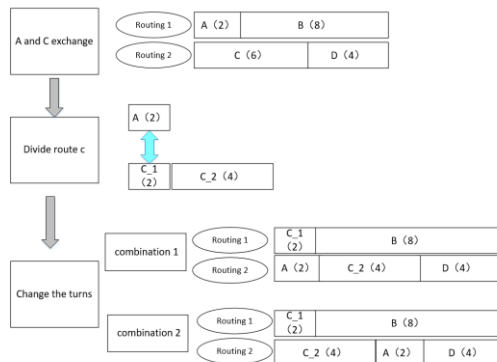 A and C exchange
Routing 1
A（2）
B（8）
Routing 2
C（6）
D（4）
Divide route c
A（2）
C_1
（2）
C_2（4）
Change the turns
combination 1
Routing 1
C_1
（2）
B（8）
Routing 2
A（2）
C_2（4）
D（4）
combination 2
Routing 1
C_1
（2）
B（8）
Routing 2
C_2（4）
A（2）
D（4）